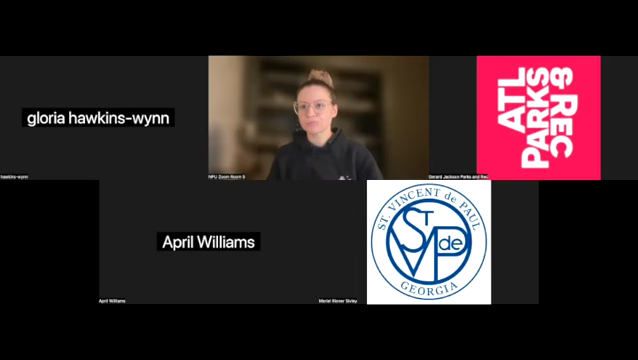 gloria hawkins-wynn
hawkins-wynn
NPU Zoom Room 6
ATL
PARKS
& REC
Gerard Jackson Parks and Rec
April Williams
April Williams
ST. VINCENT de PAUL
ST
V P de
GEORGIA